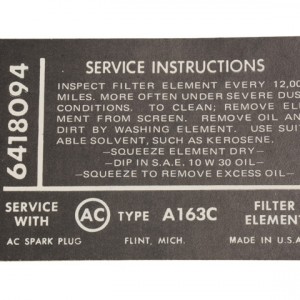 6418094
SERVICE INSTRUCTIONS
INSPECT FILTER ELEMENT EVERY 12,00
MILES. MORE OFTEN UNDER SEVERE DUS
CONDITIONS. TO CLEAN; REMOVE ELE
MENT FROM SCREEN. REMOVE OIL AN
DIRT BY WASHING ELEMENT. USE SUI
ABLE SOLVENT, SUCH AS KEROSENE.
—SQUEEZE ELEMENT DRY—
—DIP IN S.A.E. 10 W 30 OIL—
—SQUEEZE TO REMOVE EXCESS OIL—
SERVICE WITH
AC
TYPE A163C
FILTER ELEMEN
AC SPARK PLUG FLINT, MICH. MADE IN U.S.A